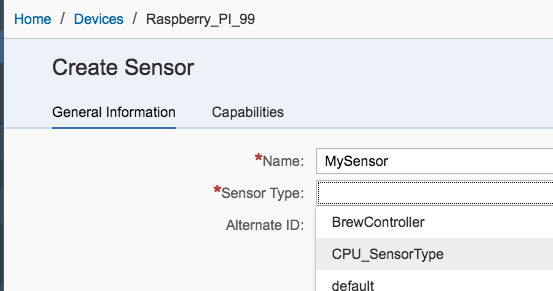 Home / Devices / Raspberry_PI_99
Create Sensor
General Information Capabilities
*Name: MySensor
*Sensor Type:
Alternate ID:
BrewController
CPU_SensorType
default